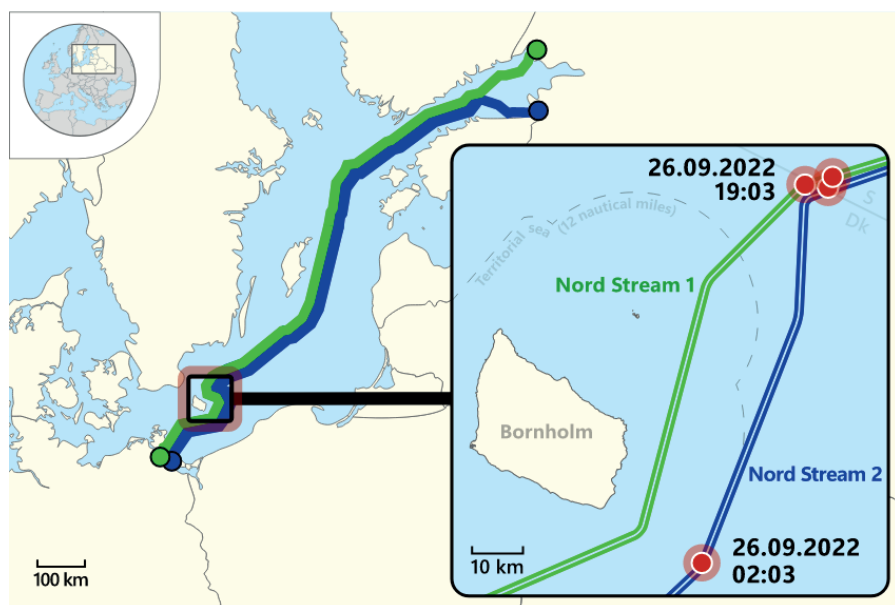 26.09.2022
19:03
S
Dk
Territorial sea (12 nautical miles)
Nord Stream 1
Bornholm
Nord Stream 2
26.09.2022
02:03
10 km
100 km